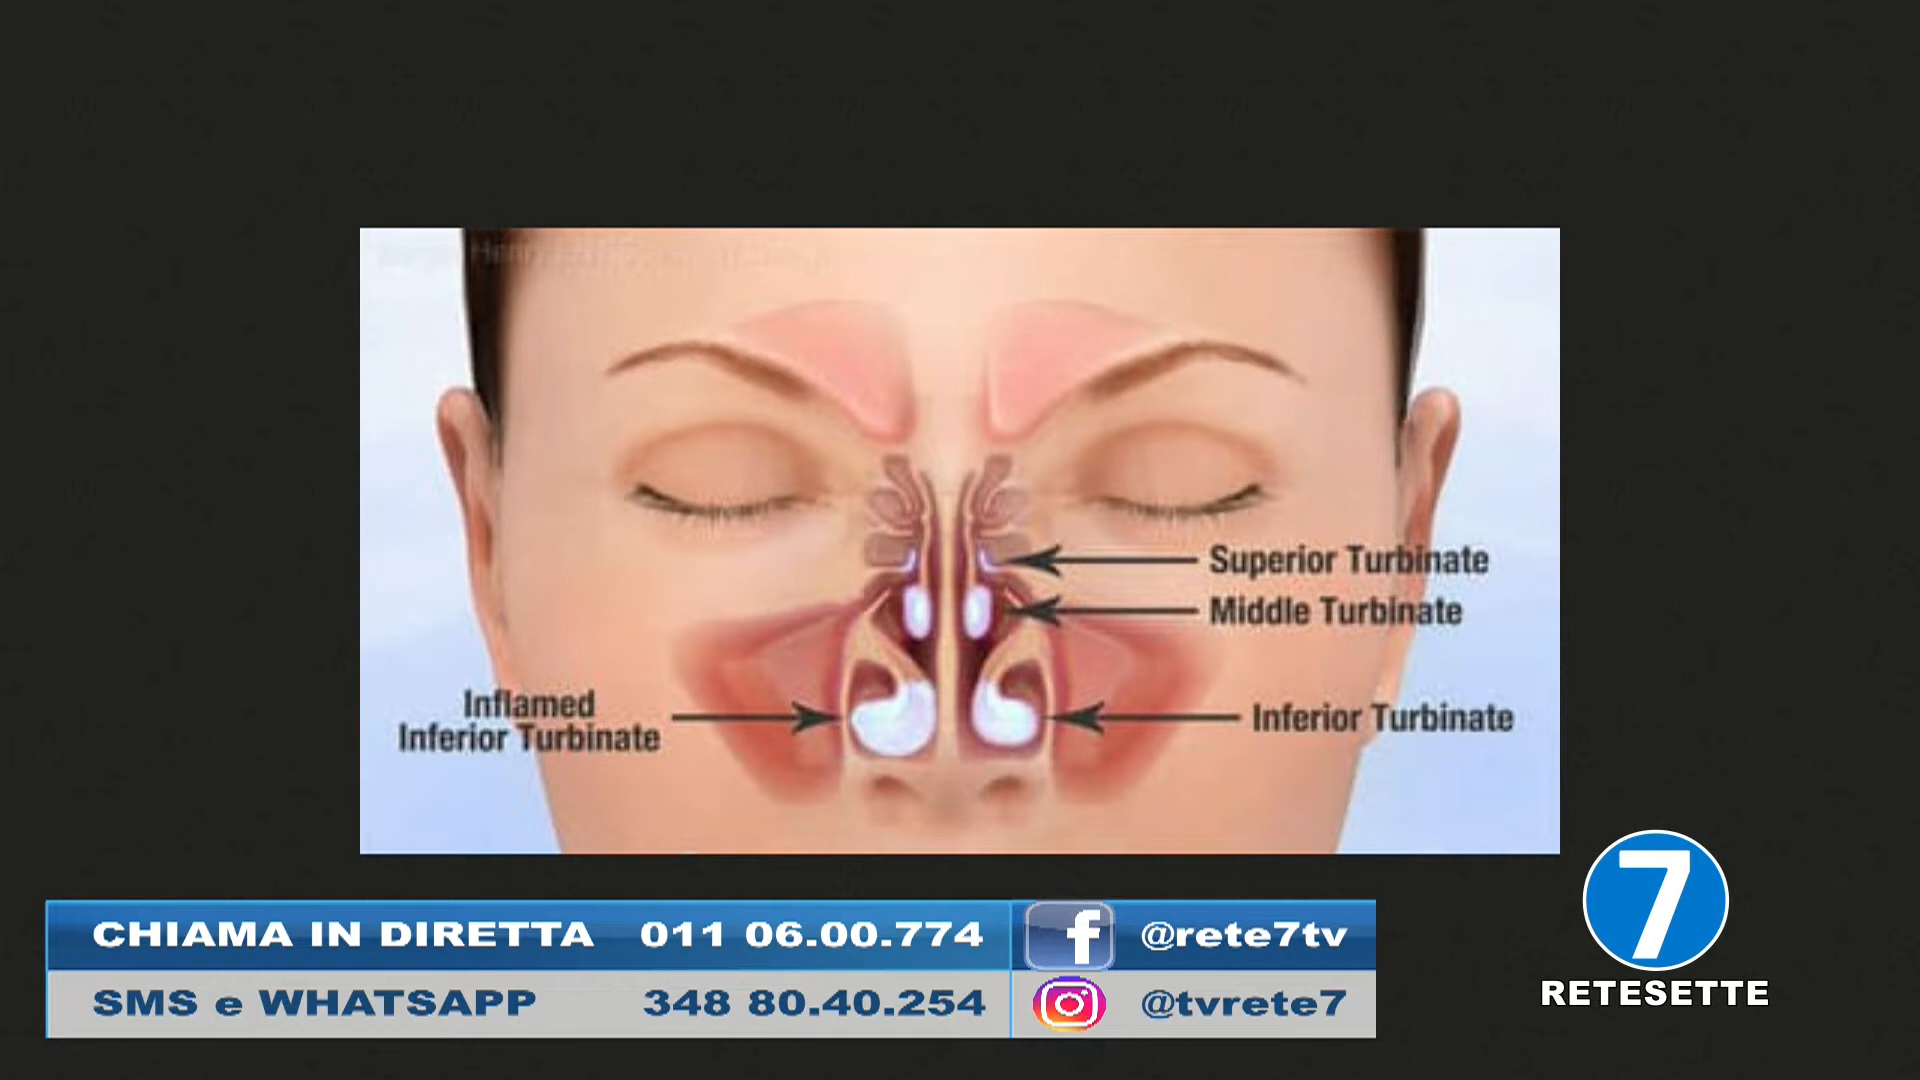 Superior Turbinate
Middle Turbinate
Inflamed
Inferior Turbinate
Inferior Turbinate
CHIAMA IN DIRETTA 011 06.00.774
@rete7tv
SMS e WHATSAPP 348 80.40.254
@tvrete7
7
RETESETTE